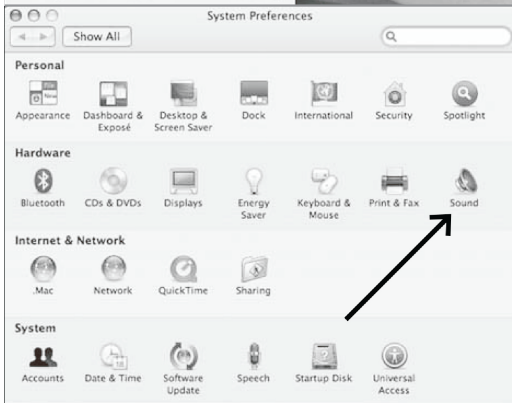 System Preferences
Show All
Personal
Appearance
Dashboard &
Exposé
Desktop &
Screen Saver
Dock
International
Security
Spotlight
Hardware
Bluetooth
CDs & DVDs
Displays
Energy
Saver
Keyboard &
Mouse
Print & Fax
Sound
Internet & Network
.Mac
Network
QuickTime
Sharing
System
Accounts
Date & Time
Software
Update
Speech
Startup Disk
Universal
Access